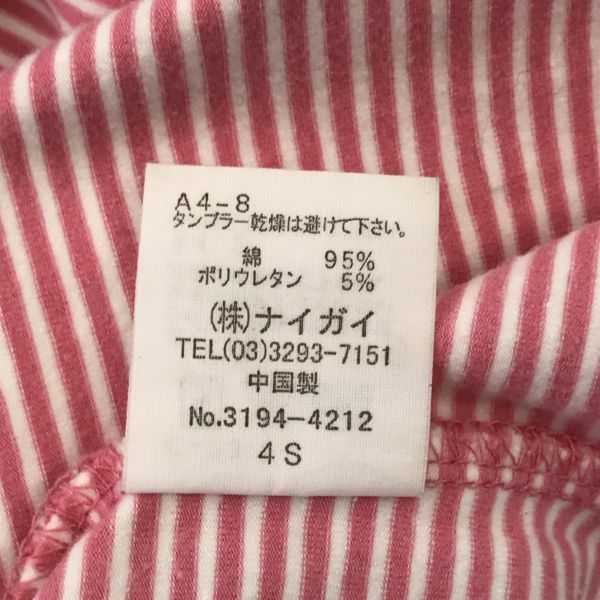 A4-8
タンブラー乾燥は避けて下さい。
綿 95%
ポリウレタン 5%
(株)ナイガイ
TEL(03)3293-7151
中国製
No.3194-4212
4S